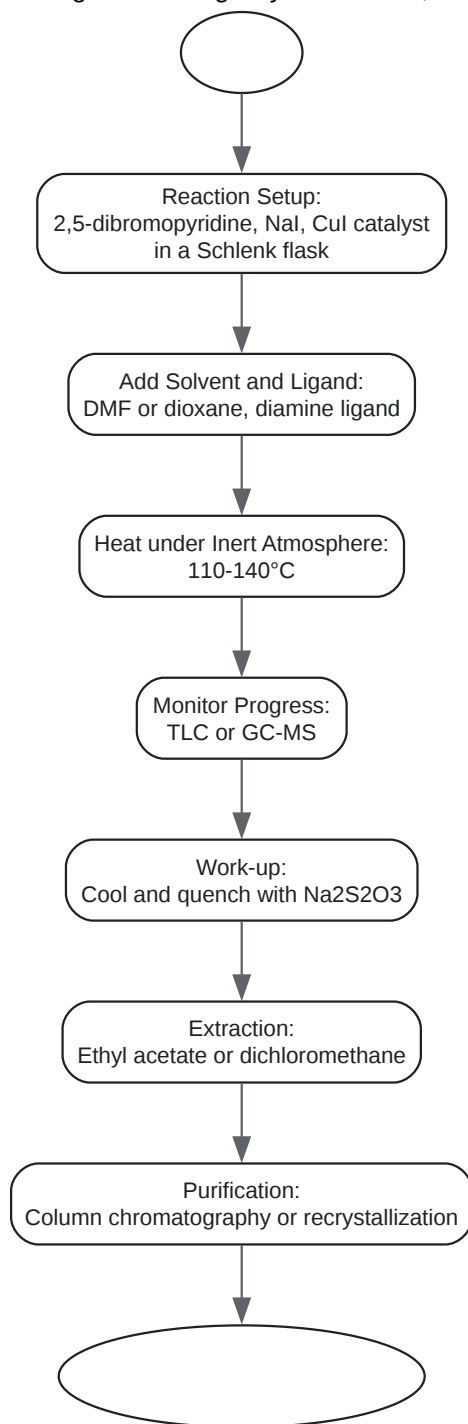 Reaction Setup:
2,5-dibromopyridine, NaI, CuI catalyst
in a Schlenk flask
Add Solvent and Ligand:
DMF or dioxane, diamine ligand
Heat under Inert Atmosphere:
110-140°C
Monitor Progress:
TLC or GC-MS
Work-up:
Cool and quench with Na2S2O3
Extraction:
Ethyl acetate or dichloromethane
Purification:
Column chromatography or recrystallization